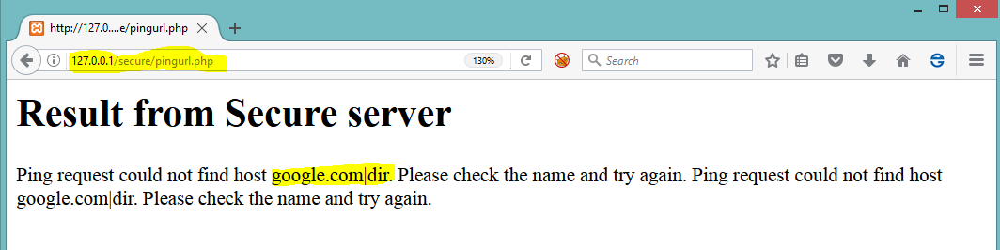 http://127.0....e/pingurl.php
127.0.0.1/secure/pingurl.php 130% Search
Result from Secure server
Ping request could not find host google.com|dir. Please check the name and try again. Ping request could not find host
google.com|dir. Please check the name and try again.